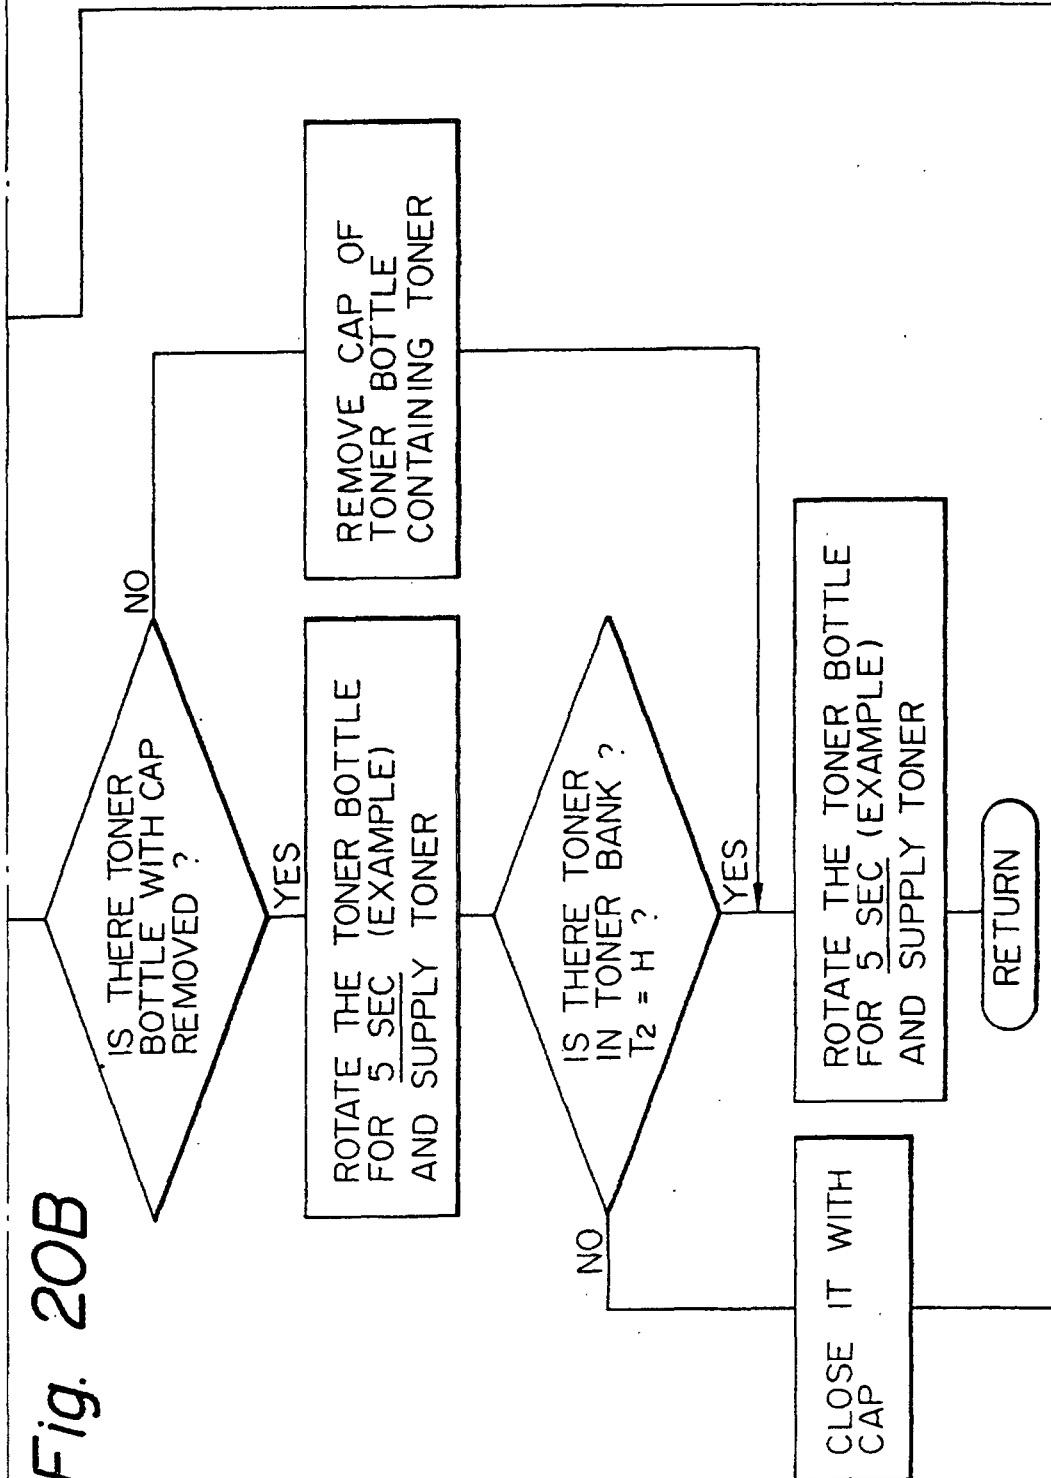 Fig. 20B
IS THERE TONER
BOTTLE WITH CAP
REMOVED ?
NO
YES
REMOVE CAP OF
TONER BOTTLE
CONTAINING TONER
ROTATE THE TONER BOTTLE
FOR 5 SEC (EXAMPLE)
AND SUPPLY TONER
IS THERE TONER
IN TONER BANK ?
T2 = H ?
NO
YES
CLOSE IT WITH
CAP
ROTATE THE TONER BOTTLE
FOR 5 SEC (EXAMPLE)
AND SUPPLY TONER
RETURN